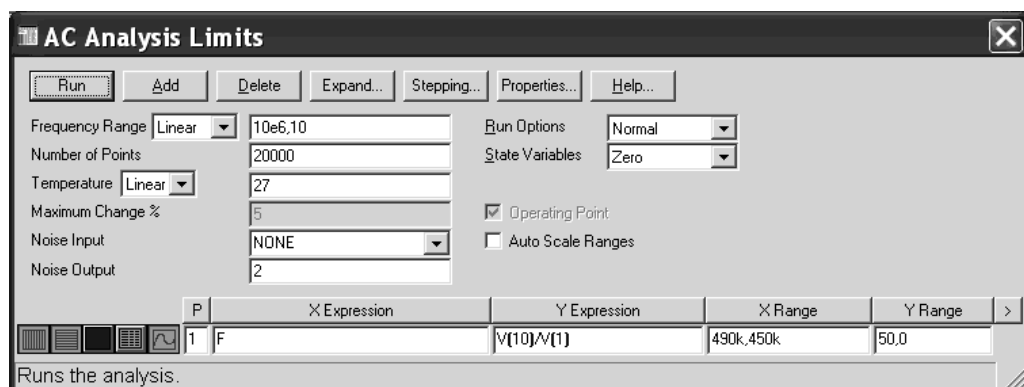 AC Analysis Limits
Run Add Delete Expand... Stepping... Properties... Help...
Frequency Range Linear 10e6,10 Run Options Normal
Number of Points 20000 State Variables Zero
Temperature Linear 27
Maximum Change % 5 Operating Point
Noise Input NONE Auto Scale Ranges
Noise Output 2
P X Expression Y Expression X Range Y Range >
1 F V(10)/V(1) 490k,450k 50,0
Runs the analysis.